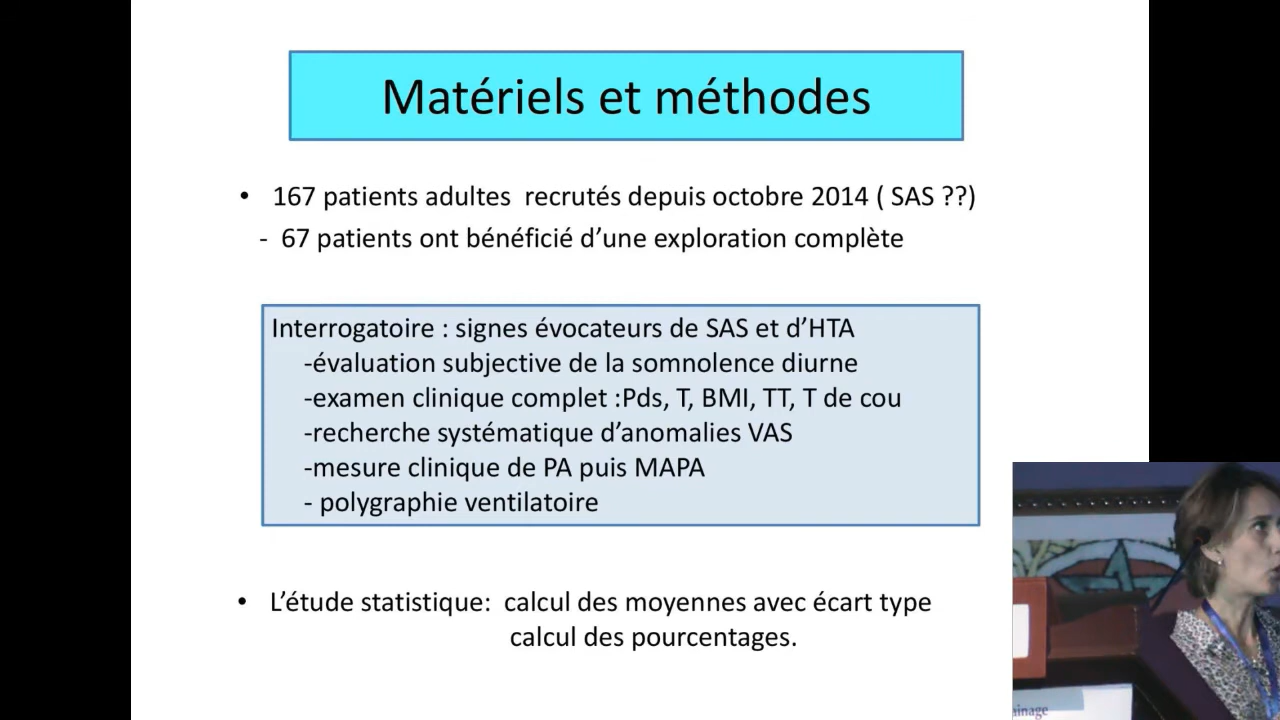 Matériels et méthodes
• 167 patients adultes recrutés depuis octobre 2014 ( SAS ??)
- 67 patients ont bénéficié d’une exploration complète
Interrogatoire : signes évocateurs de SAS et d’HTA
-évaluation subjective de la somnolence diurne
-examen clinique complet :Pds, T, BMI, TT, T de cou
-recherche systématique d’anomalies VAS
-mesure clinique de PA puis MAPA
- polygraphie ventilatoire
• L’étude statistique: calcul des moyennes avec écart type
calcul des pourcentages.